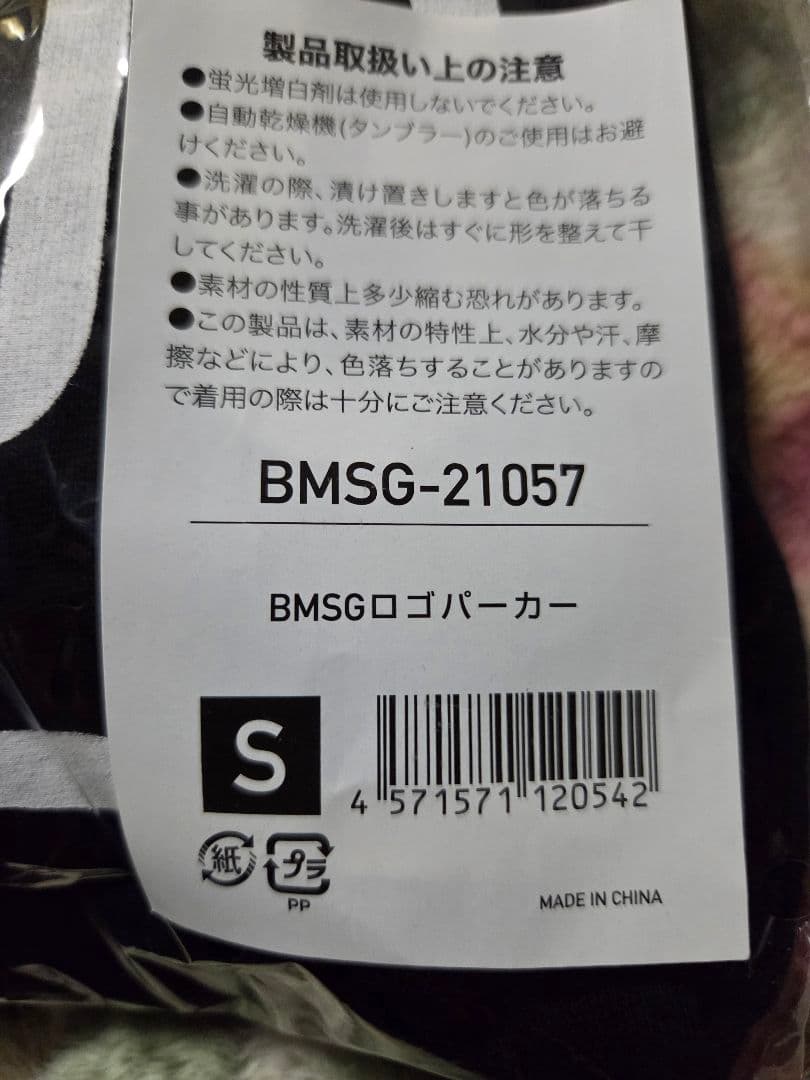 製品取扱い上の注意
●蛍光増白剤は使用しないでください。
●自動乾燥機(タンブラー)のご使用はお避
けください。
●洗濯の際、漬け置きしますと色が落ちる
事があります。洗濯後はすぐに形を整えて干
してください。
●素材の性質上多少縮む恐れがあります。
●この製品は、素材の特性上、水分や汗、摩
擦などにより、色落ちすることがありますの
で着用の際は十分にご注意ください。
BMSG-21057
BMSGロゴパーカー
S
4 571571 120542
紙 プラ
PP
MADE IN CHINA